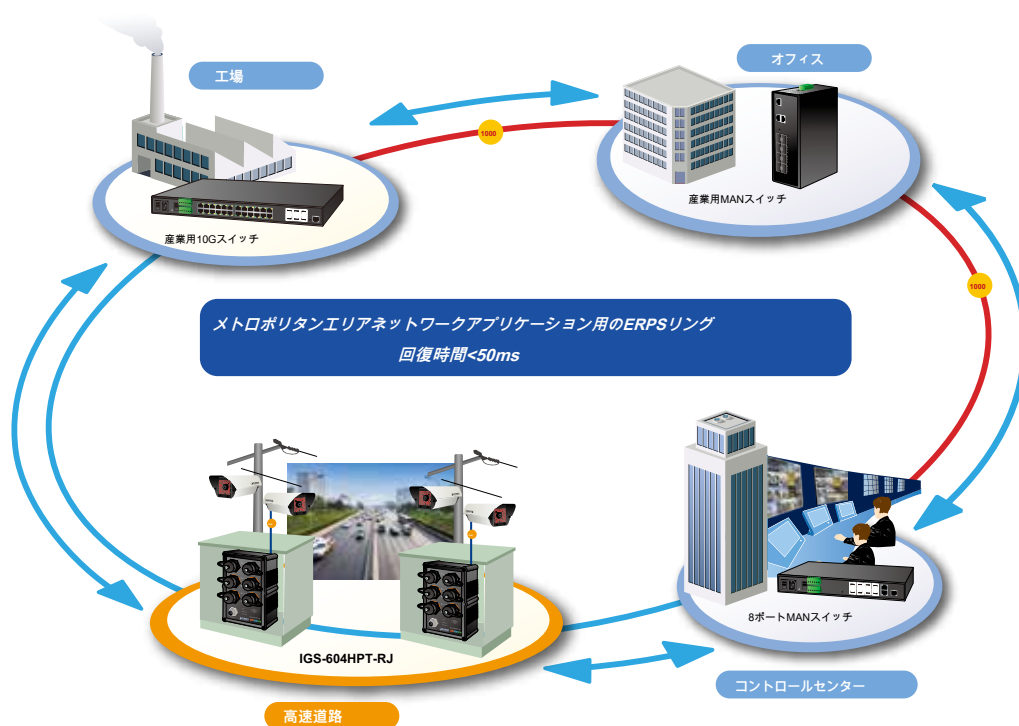 工場
オフィス
1000
産業用10Gスイッチ
産業用MANスイッチ
1000
メトロポリタンエリアネットワークアプリケーション用のERPSリング
回復時間<50ms
8ポートMANスイッチ
IGS-604HPT-RJ
コントロールセンター
高速道路